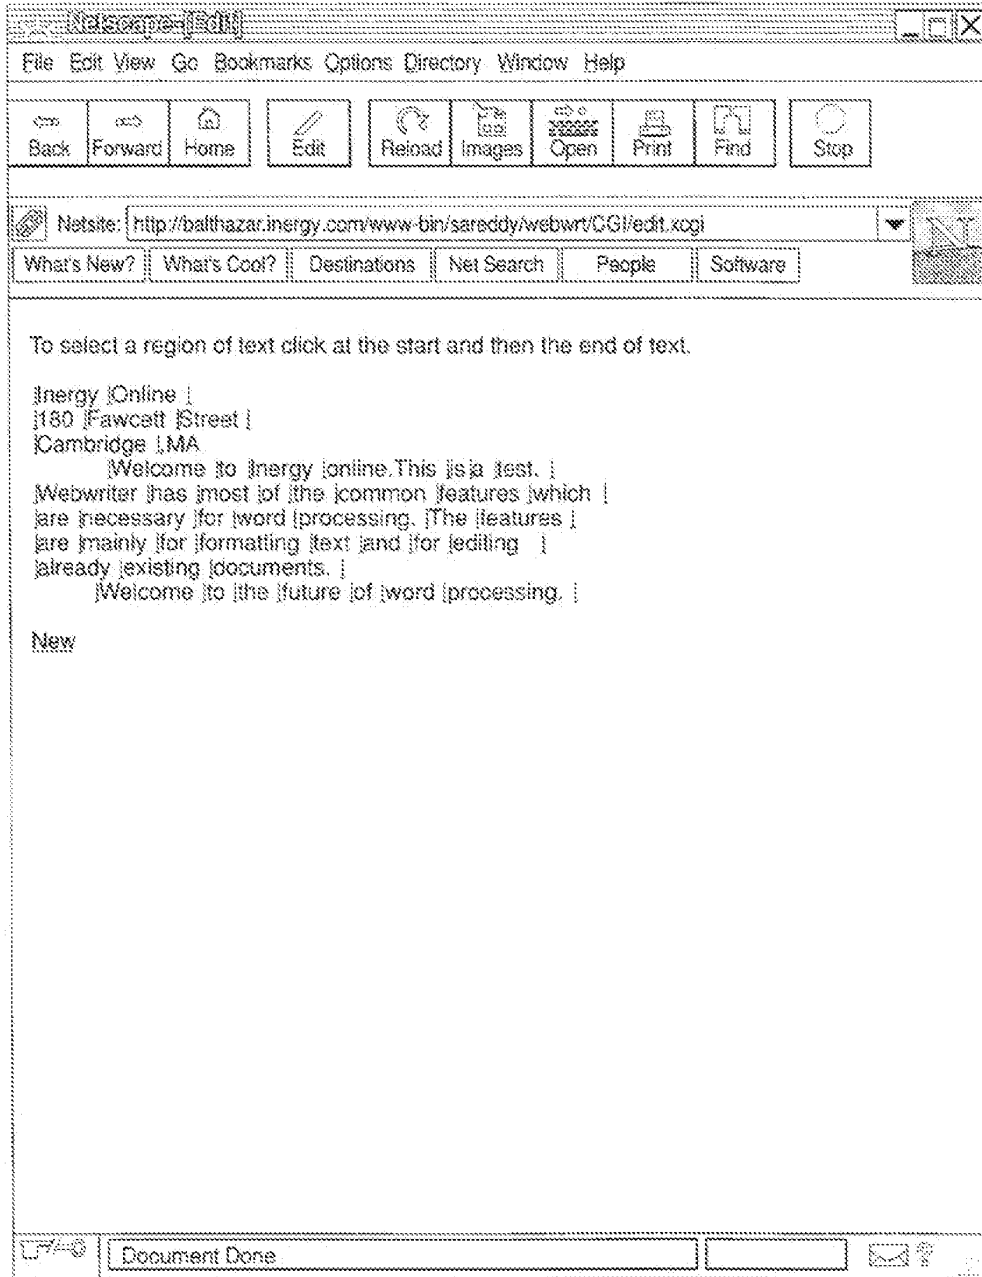 Netscape-[Edit]
File Edit View Go Bookmarks Options Directory Window Help
Back Forward Home Edit Reload Images Open Print Find Stop
Netsite: http://balthazar.inergy.com/www-bin/sareddy/webwrt/CGI/edit.xcgi N
What's New? What's Cool? Destinations Net Search People Software
To select a region of text click at the start and then the end of text.
|Inergy |Online |
|180 |Fawcett |Street |
|Cambridge |,MA
|Welcome |to |Inergy |online.This |is |a |test. |
|Webwriter |has |most |of |the |common |features |which |
|are |necessary |for |word |processing. |The |features |
|are |mainly |for |formatting |text |and |for |editing |
|already |existing |documents. |
|Welcome |to |the |future |of |word |processing. |
New
Document Done